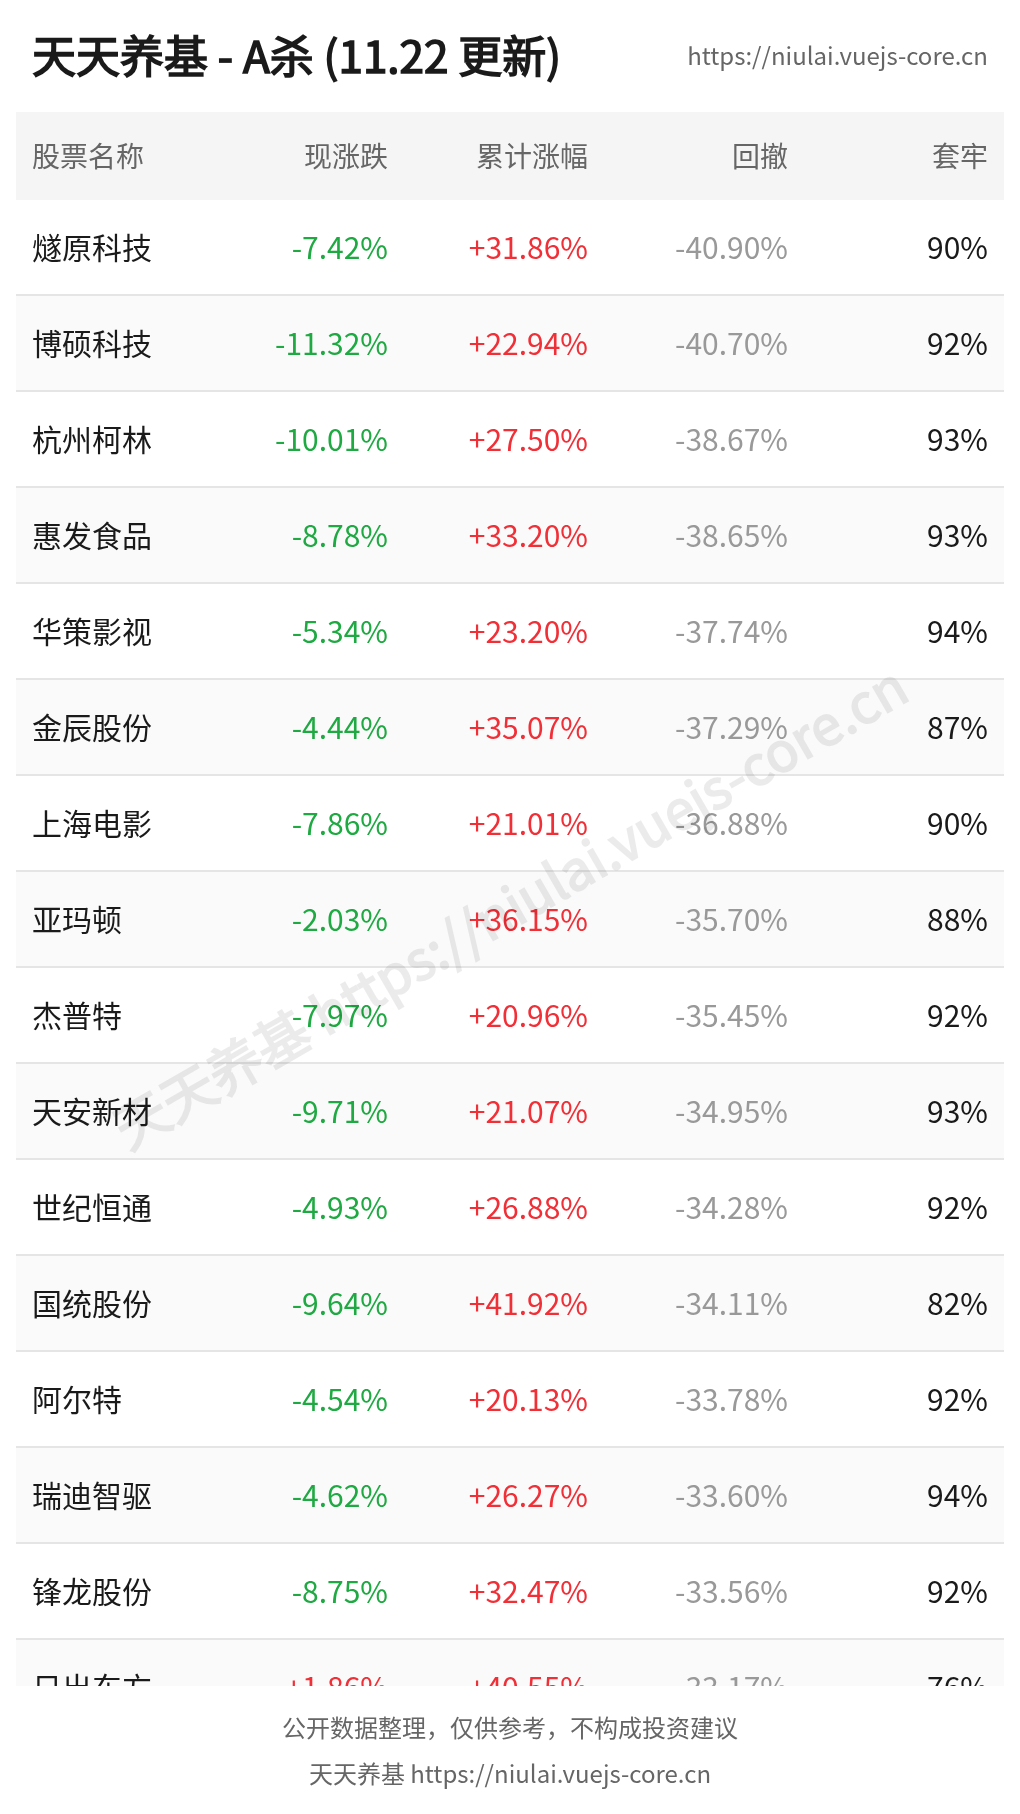 天天养基 - A杀 (11.22 更新) https://niulai.vuejs-core.cn
股票名称 现涨跌 累计涨幅 回撤 套牢
燧原科技 -7.42% +31.86% -40.90% 90%
博硕科技 -11.32% +22.94% -40.70% 92%
杭州柯林 -10.01% +27.50% -38.67% 93%
惠发食品 -8.78% +33.20% -38.65% 93%
华策影视 -5.34% +23.20% -37.74% 94%
金辰股份 -4.44% +35.07% -37.29% 87%
上海电影 -7.86% +21.01% -36.88% 90%
亚玛顿 -2.03% +36.15% -35.70% 88%
杰普特 -7.97% +20.96% -35.45% 92%
天安新材 -9.71% +21.07% -34.95% 93%
世纪恒通 -4.93% +26.88% -34.28% 92%
国统股份 -9.64% +41.92% -34.11% 82%
阿尔特 -4.54% +20.13% -33.78% 92%
瑞迪智驱 -4.62% +26.27% -33.60% 94%
锋龙股份 -8.75% +32.47% -33.56% 92%
日出东方 +1.86% +40.55% -33.17% 76%
天天养基 https://niulai.vuejs-core.cn
公开数据整理，仅供参考，不构成投资建议
天天养基 https://niulai.vuejs-core.cn